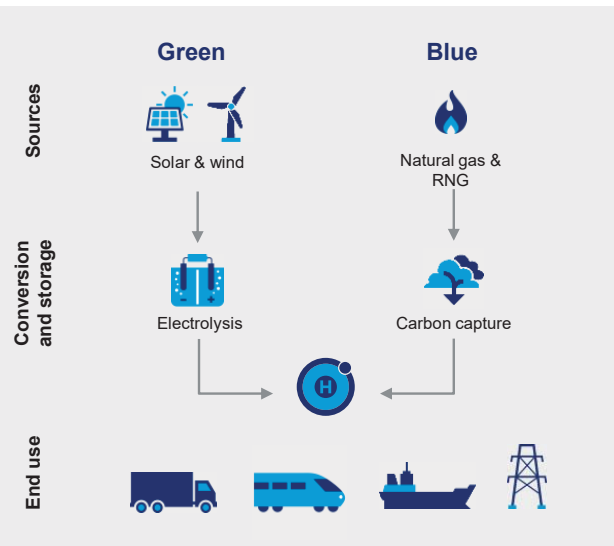 Green
Blue
Sources
Solar & wind
Natural gas &
RNG
Conversion
and storage
- +
Electrolysis
Carbon capture
H
End use